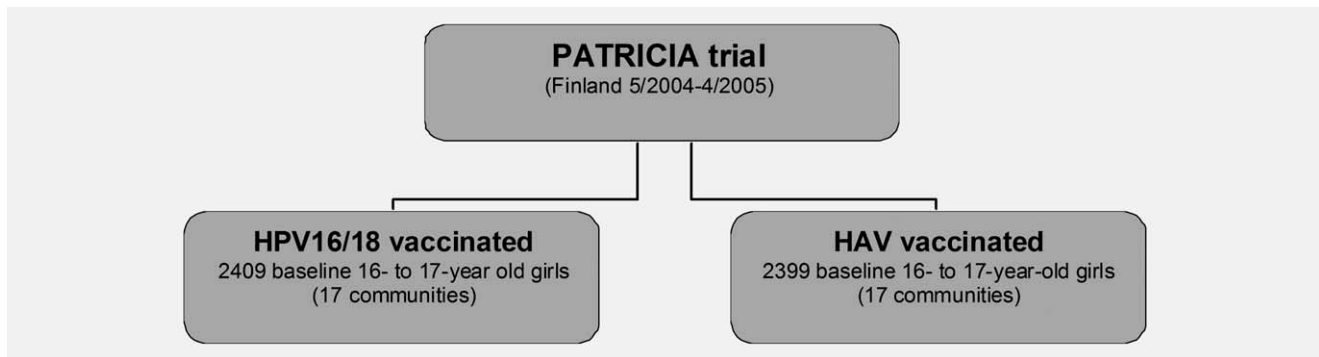 PATRICIA trial
(Finland 5/2004-4/2005)
HPV16/18 vaccinated
2409 baseline 16- to 17-year old girls
(17 communities)
HAV vaccinated
2399 baseline 16- to 17-year-old girls
(17 communities)